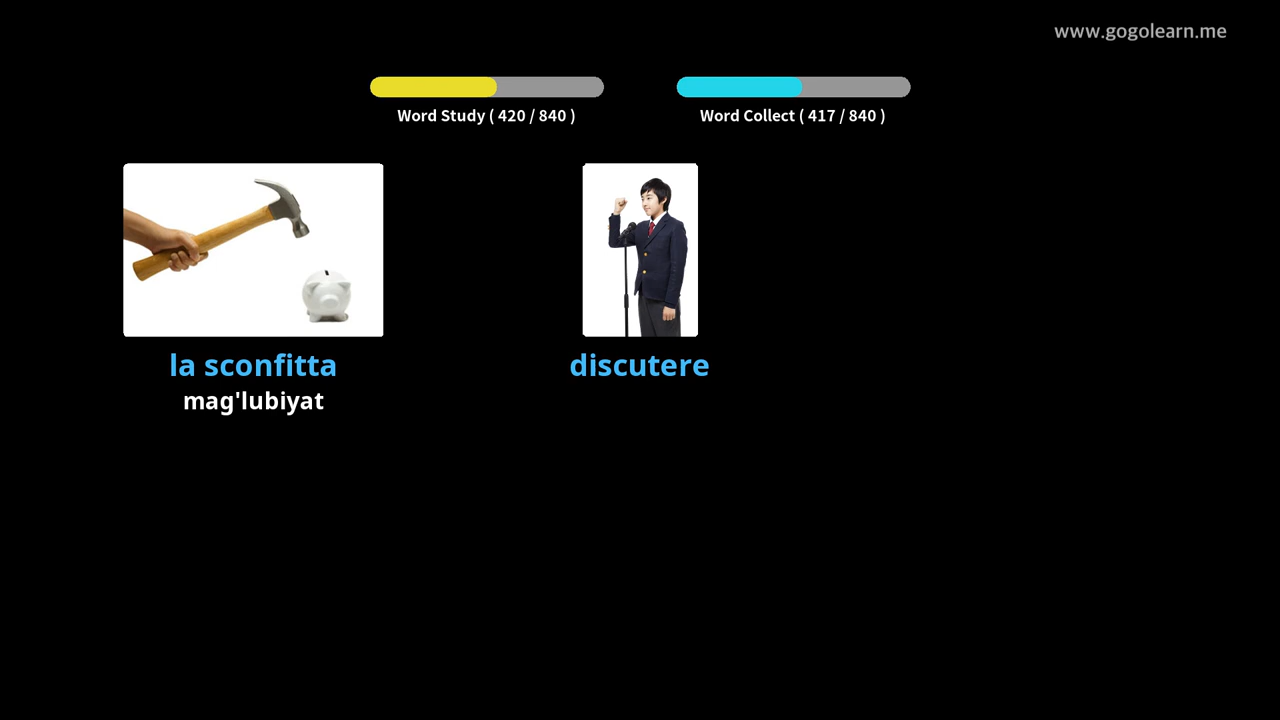 www.gogolearn.me
Word Study ( 420 / 840 )
Word Collect ( 417 / 840 )
la sconfitta
mag'lubiyat
discutere